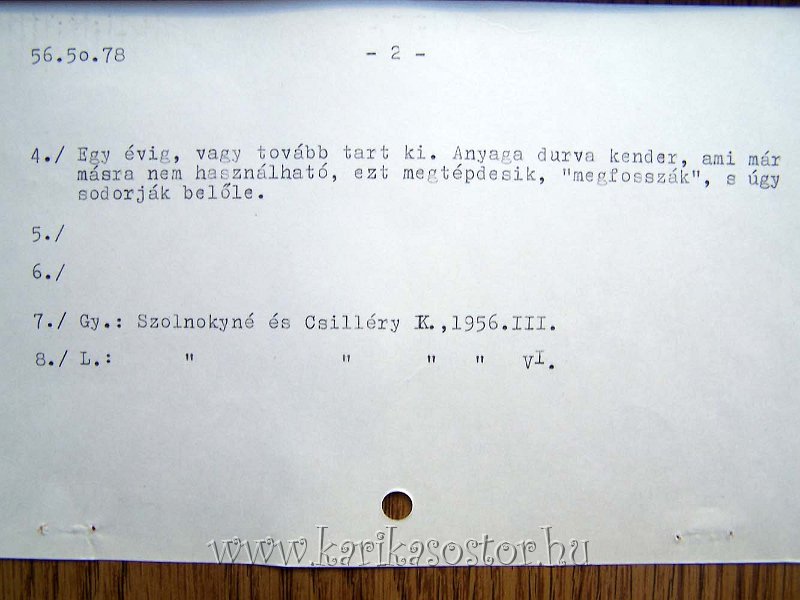 56.5o.78 - 2 -
4./ Egy évig, vagy tovább tart ki. Anyaga durva kender, ami már
másra nem használható, ezt megtépdesik, "megfosszák", s úgy
sodorják belőle.
5./
6./
7./ Gy.: Szolnokyné és Csilléry K.,1956.III.
8./ L.: " " " " VI.
www.karikasostor.hu